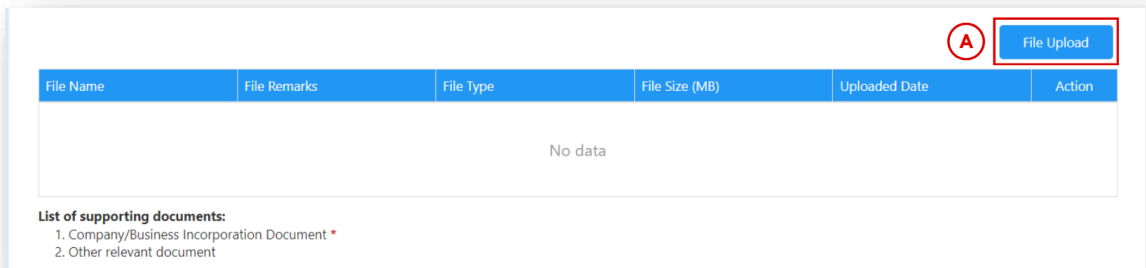 A File Upload
File Name File Remarks File Type File Size (MB) Uploaded Date Action
No data
List of supporting documents:
1. Company/Business Incorporation Document *
2. Other relevant document